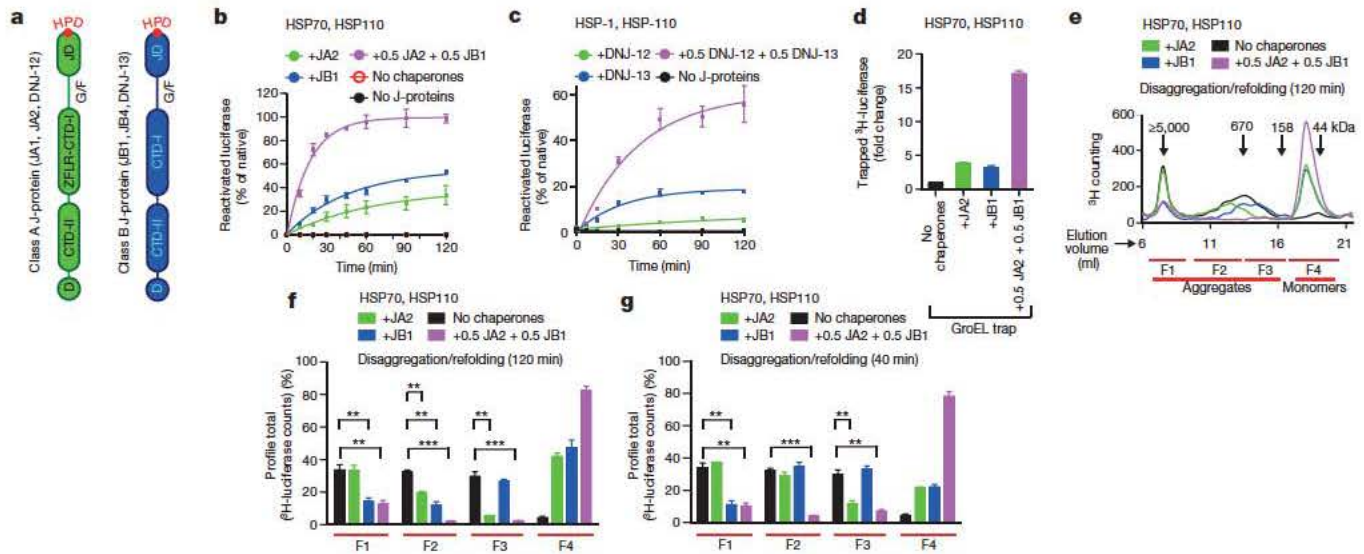 a
Class A J-protein (JA1, JA2, DNJ-12)
HPD
JD
G/F
ZFLR-CTD-I
CTD-II
D
Class B J-protein (JB1, JB4, DNJ-13)
HPD
JD
G/F
CTD-I
CTD-II
D
b
HSP70, HSP110
+JA2
+0.5 JA2 + 0.5 JB1
+JB1
No chaperones
No J-proteins
Reactivated luciferase
(% of native)
120
100
80
60
40
20
0
0 30 60 90 120
Time (min)
c
HSP-1, HSP-110
+DNJ-12
+0.5 DNJ-12 + 0.5 DNJ-13
+DNJ-13
No J-proteins
Reactivated luciferase
(% of native)
60
40
20
0
0 30 60 90 120
Time (min)
d
HSP70, HSP110
Trapped ³H-luciferase
(fold change)
20
15
10
5
0
No
chaperones
+JA2
+JB1
+0.5 JA2 + 0.5 JB1
GroEL trap
e
HSP70, HSP110
+JA2
No chaperones
+JB1
+0.5 JA2 + 0.5 JB1
Disaggregation/refolding (120 min)
≥5,000
670
158
44 kDa
³H counting
600
400
200
0
Elution
volume
(ml)
6 11 16 21
F1 F2 F3 F4
Aggregates Monomers
f
HSP70, HSP110
+JA2
No chaperones
+JB1
+0.5 JA2 + 0.5 JB1
Disaggregation/refolding (120 min)
Profile total
(³H-luciferase counts) (%)
100
80
60
40
20
0
**
**
**
**
***
**
***
F1 F2 F3 F4
g
HSP70, HSP110
+JA2
No chaperones
+JB1
+0.5 JA2 + 0.5 JB1
Disaggregation/refolding (40 min)
Profile total
(³H-luciferase counts) (%)
100
80
60
40
20
0
**
**
***
**
**
F1 F2 F3 F4